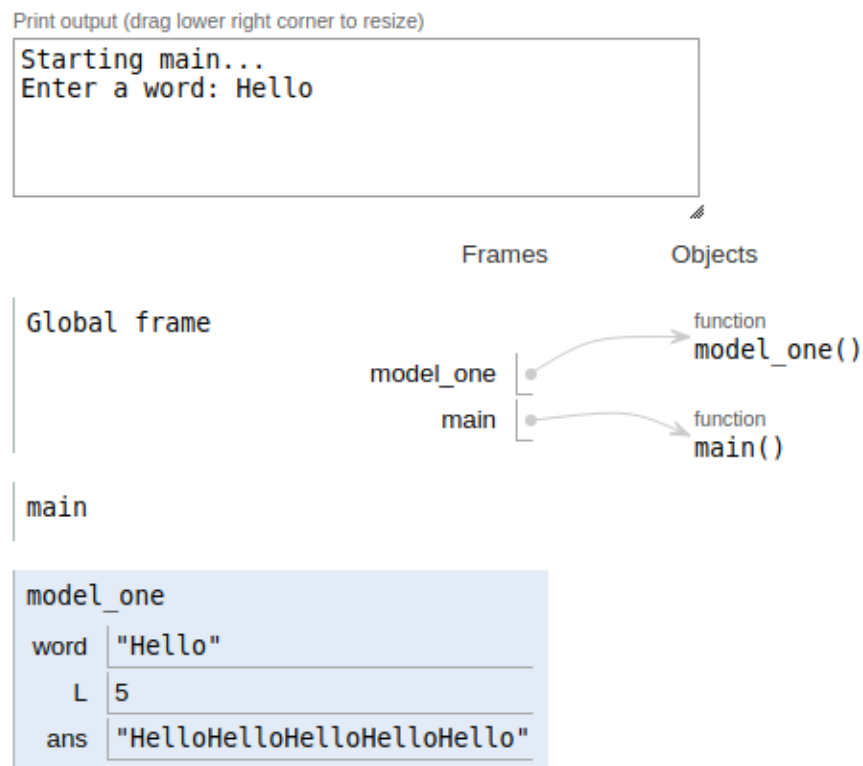 Print output (drag lower right corner to resize)
Starting main...
Enter a word: Hello
Frames Objects
Global frame
function
model_one()
model_one
main
function
main()
main
model_one
word "Hello"
L 5
ans "HelloHelloHelloHelloHello"